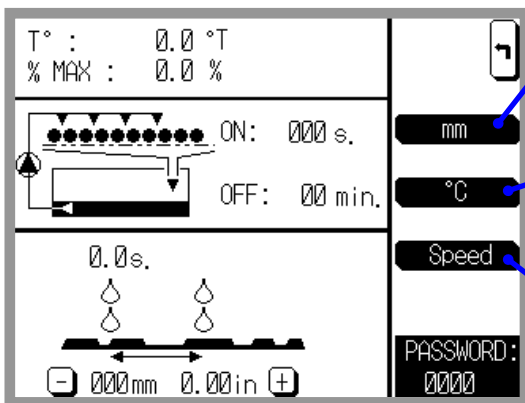 T° : 0.0 °T
% MAX : 0.0 %
mm
ON: 000 s.
°C
OFF: 00 min.
Speed
0.0s.
PASSWORD:
0000
- 000mm 0.00in +